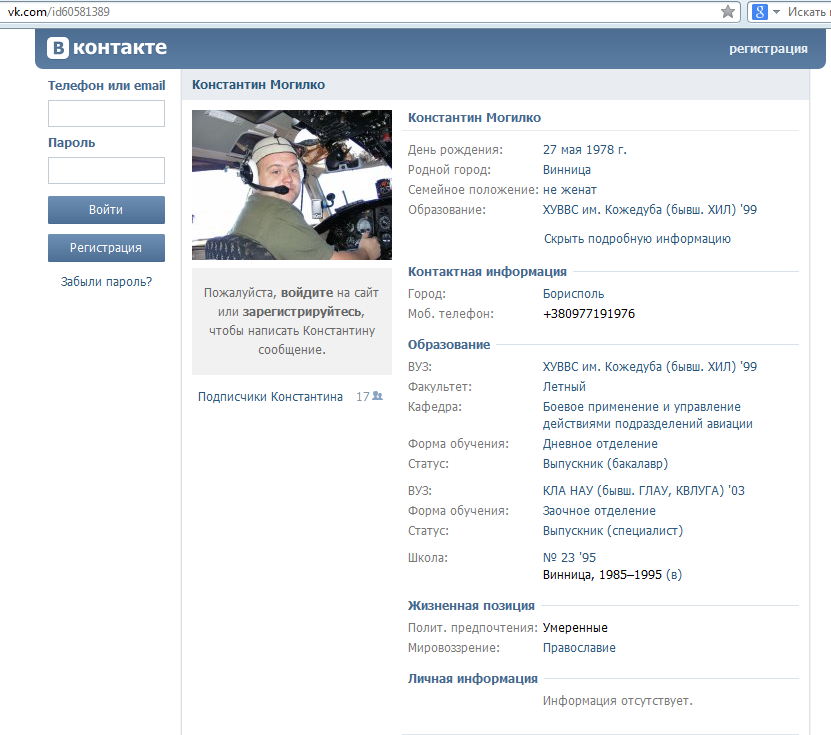 vk.com/id60581389
Искать
В контакте
регистрация
Телефон или email
Пароль
Войти
Регистрация
Забыли пароль?
Константин Могилко
Пожалуйста, войдите на сайт
или зарегистрируйтесь,
чтобы написать Константину
сообщение.
Подписчики Константина 17
Константин Могилко
День рождения: 27 мая 1978 г.
Родной город: Винница
Семейное положение: не женат
Образование: ХУВВС им. Кожедуба (бывш. ХИЛ) '99
Скрыть подробную информацию
Контактная информация
Город: Борисполь
Моб. телефон: +380977191976
Образование
ВУЗ: ХУВВС им. Кожедуба (бывш. ХИЛ) '99
Факультет: Летный
Кафедра: Боевое применение и управление
действиями подразделений авиации
Форма обучения: Дневное отделение
Статус: Выпускник (бакалавр)
ВУЗ: КЛА НАУ (бывш. ГЛАУ, КВЛУГА) '03
Форма обучения: Заочное отделение
Статус: Выпускник (специалист)
Школа: № 23 '95
Винница, 1985–1995 (в)
Жизненная позиция
Полит. предпочтения: Умеренные
Мировоззрение: Православие
Личная информация
Информация отсутствует.